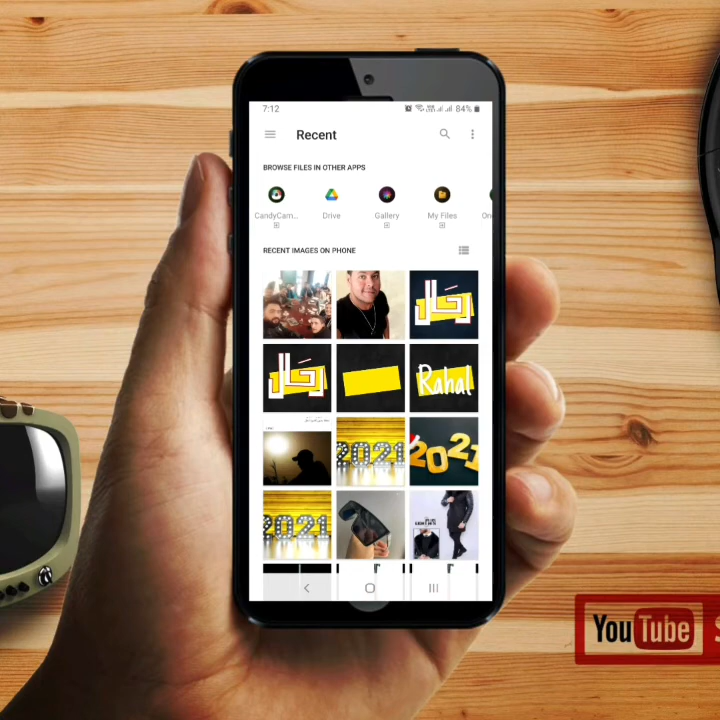 7:12
84%
Recent
BROWSE FILES IN OTHER APPS
CandyCam...
Drive
Gallery
My Files
RECENT IMAGES ON PHONE
رحال
رحال
Rahal
2021
2021
2021
YouTube